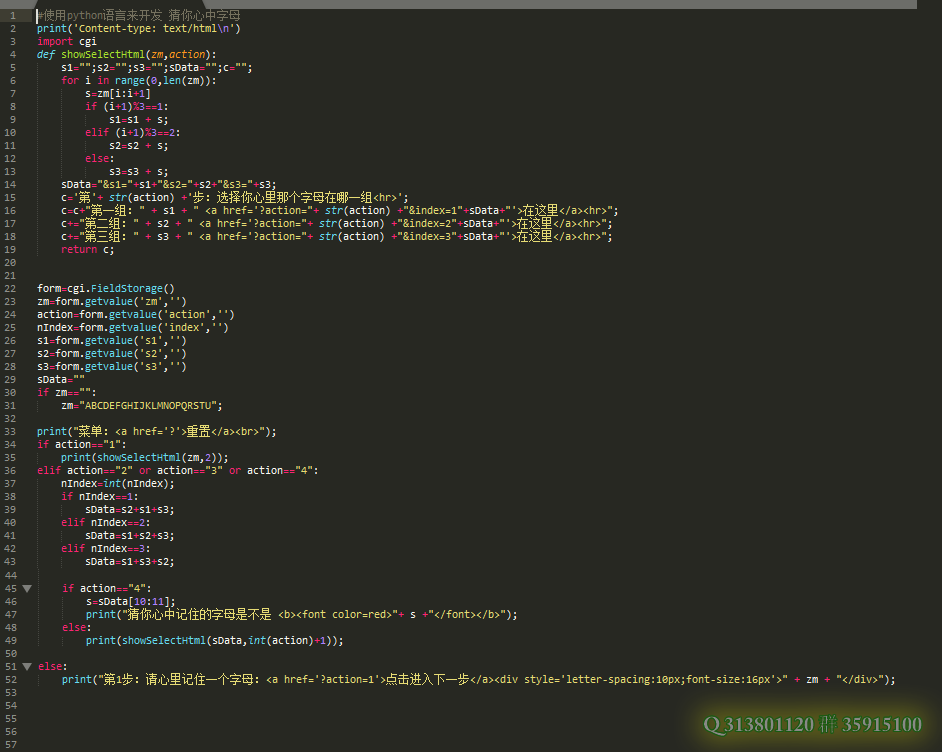 1 #使用python语言来开发 猜你心中字母
2 print('Content-type: text/html\n')
3 import cgi
4 def showSelectHtml(zm,action):
5 s1="";s2="";s3="";sData="";c="";
6 for i in range(0,len(zm)):
7 s=zm[i:i+1]
8 if (i+1)%3==1:
9 s1=s1 + s;
10 elif (i+1)%3==2:
11 s2=s2 + s;
12 else:
13 s3=s3 + s;
14 sData="&s1="+s1+"&s2="+s2+"&s3="+s3;
15 c='第'+ str(action) +'步: 选择你心里那个字母在哪一组<hr>';
16 c=c+"第一组: " + s1 + " <a href='?action="+ str(action) +"&index=1"+sData+"'>在这里</a><hr>";
17 c+="第二组: " + s2 + " <a href='?action="+ str(action) +"&index=2"+sData+"'>在这里</a><hr>";
18 c+="第三组: " + s3 + " <a href='?action="+ str(action) +"&index=3"+sData+"'>在这里</a><hr>";
19 return c;
20
21
22 form=cgi.FieldStorage()
23 zm=form.getvalue('zm','')
24 action=form.getvalue('action','')
25 nIndex=form.getvalue('index','')
26 s1=form.getvalue('s1','')
27 s2=form.getvalue('s2','')
28 s3=form.getvalue('s3','')
29 sData=""
30 if zm=="":
31 zm="ABCDEFGHIJKLMNOPQRSTU";
32
33 print("菜单: <a href='?'>重置</a><br>");
34 if action=="1":
35 print(showSelectHtml(zm,2));
36 elif action=="2" or action=="3" or action=="4":
37 nIndex=int(nIndex);
38 if nIndex==1:
39 sData=s2+s1+s3;
40 elif nIndex==2:
41 sData=s1+s2+s3;
42 elif nIndex==3:
43 sData=s1+s3+s2;
44
45 if action=="4":
46 s=sData[10:11];
47 print("猜你心中记住的字母是不是 <b><font color=red>"+ s +"</font></b>");
48 else:
49 print(showSelectHtml(sData,int(action)+1));
50
51 else:
52 print("第1步: 请心里记住一个字母: <a href='?action=1'>点击进入下一步</a><div style='letter-spacing:10px;font-size:16px'>" + zm + "</div>");
53
54
55
56
57
Q 313801120 群 35915100